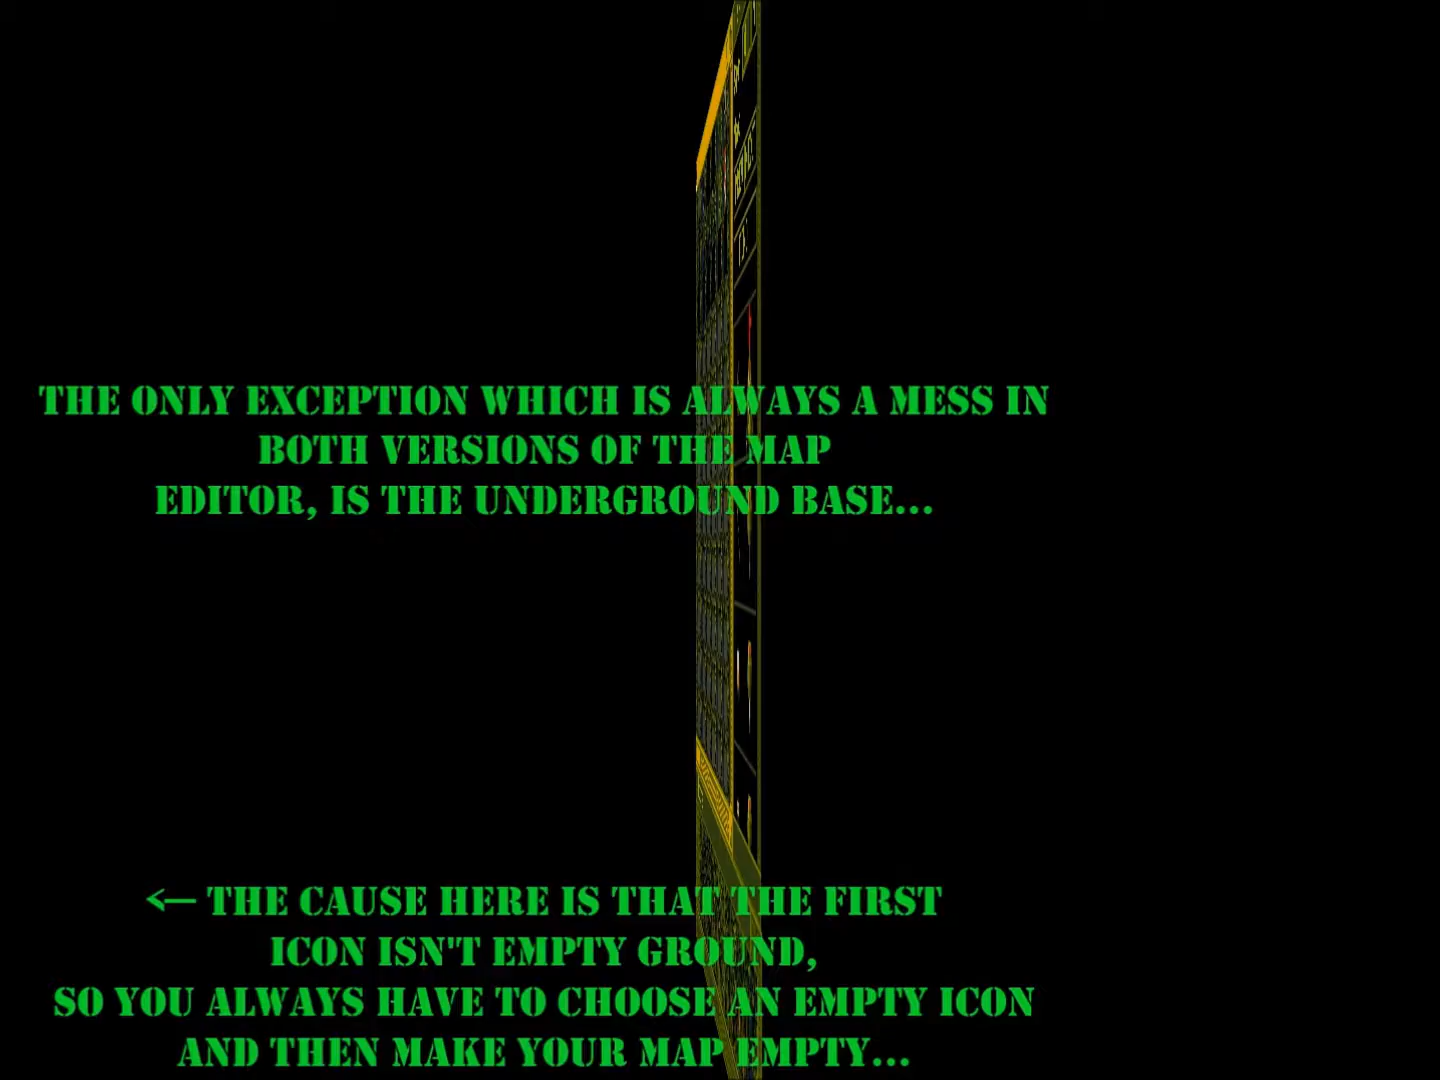 THE ONLY EXCEPTION WHICH IS ALWAYS A MESS IN
BOTH VERSIONS OF THE MAP
EDITOR, IS THE UNDERGROUND BASE...
<— THE CAUSE HERE IS THAT THE FIRST
ICON ISN'T EMPTY GROUND,
SO YOU ALWAYS HAVE TO CHOOSE AN EMPTY ICON
AND THEN MAKE YOUR MAP EMPTY...